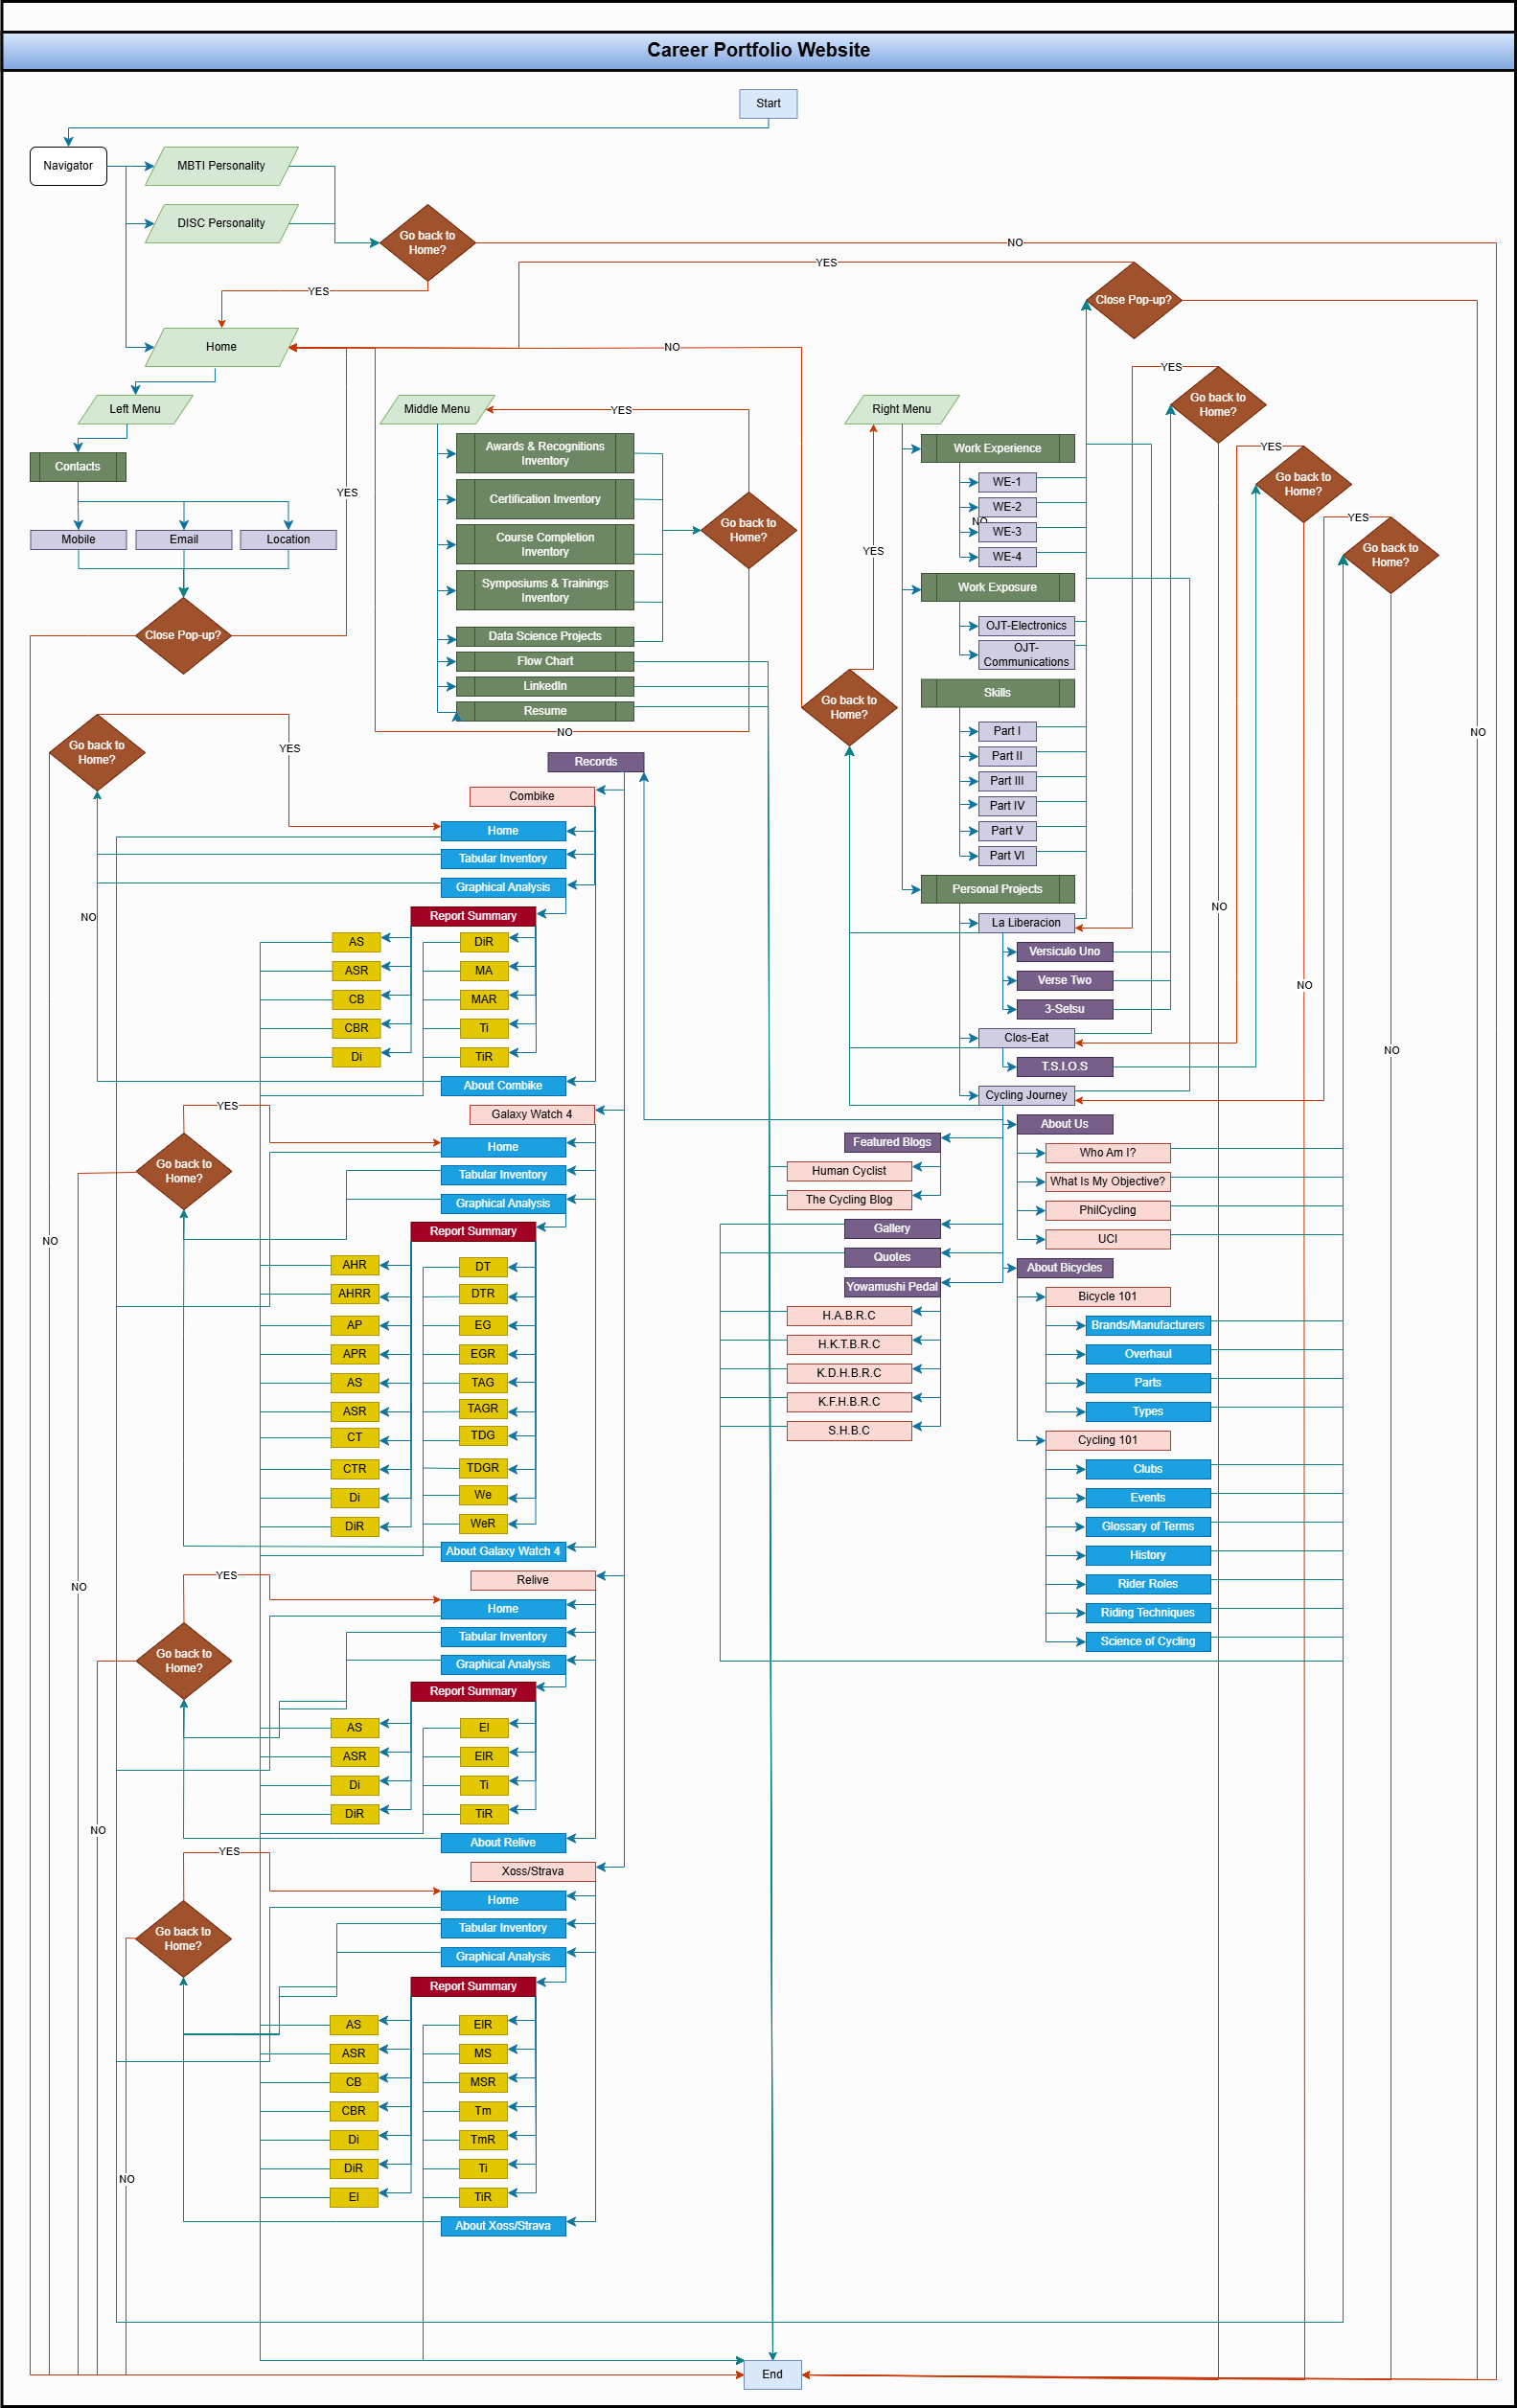 Career Portfolio Website
Start
Navigator
MBTI Personality
DISC Personality
Go back to
Home?
NO
YES
YES
Close Pop-up?
Home
NO
Left Menu
Middle Menu
YES
Right Menu
YES
Go back to
Home?
Contacts
Mobile
Email
Location
YES
Close Pop-up?
Awards & Recognitions
Inventory
Certification Inventory
Course Completion
Inventory
Symposiums & Trainings
Inventory
Data Science Projects
Flow Chart
LinkedIn
Resume
Go back to
Home?
NO
YES
Go back to
Home?
Work Experience
WE-1
WE-2
NO
WE-3
WE-4
Work Exposure
OJT-Electronics
OJT-
Communications
Skills
Part I
Part II
Part III
Part IV
Part V
Part VI
Personal Projects
La Liberacion
Versiculo Uno
Verse Two
3-Setsu
Clos-Eat
T.S.I.O.S
Cycling Journey
YES
Go back to
Home?
YES
Go back to
Home?
NO
NO
NO
NO
Go back to
Home?
YES
NO
Records
Combike
Home
Tabular Inventory
Graphical Analysis
Report Summary
AS
DiR
ASR
MA
CB
MAR
CBR
Ti
Di
TiR
About Combike
Galaxy Watch 4
YES
Go back to
Home?
NO
NO
Home
Tabular Inventory
Graphical Analysis
Report Summary
AHR
DT
AHRR
DTR
AP
EG
APR
EGR
AS
TAG
ASR
TAGR
CT
TDG
CTR
TDGR
Di
We
DiR
WeR
About Galaxy Watch 4
About Us
Who Am I?
What Is My Objective?
PhilCycling
UCI
Featured Blogs
Human Cyclist
The Cycling Blog
Gallery
Quotes
Yowamushi Pedal
H.A.B.R.C
H.K.T.B.R.C
K.D.H.B.R.C
K.F.H.B.R.C
S.H.B.C
About Bicycles
Bicycle 101
Brands/Manufacturers
Overhaul
Parts
Types
Cycling 101
Clubs
Events
Glossary of Terms
History
Rider Roles
Riding Techniques
Science of Cycling
Relive
YES
Go back to
Home?
NO
Home
Tabular Inventory
Graphical Analysis
Report Summary
AS
EI
ASR
EIR
Di
Ti
DiR
TiR
About Relive
Xoss/Strava
YES
Go back to
Home?
NO
Home
Tabular Inventory
Graphical Analysis
Report Summary
AS
EIR
ASR
MS
CB
MSR
CBR
Tm
Di
TmR
DiR
Ti
EI
TiR
About Xoss/Strava
End